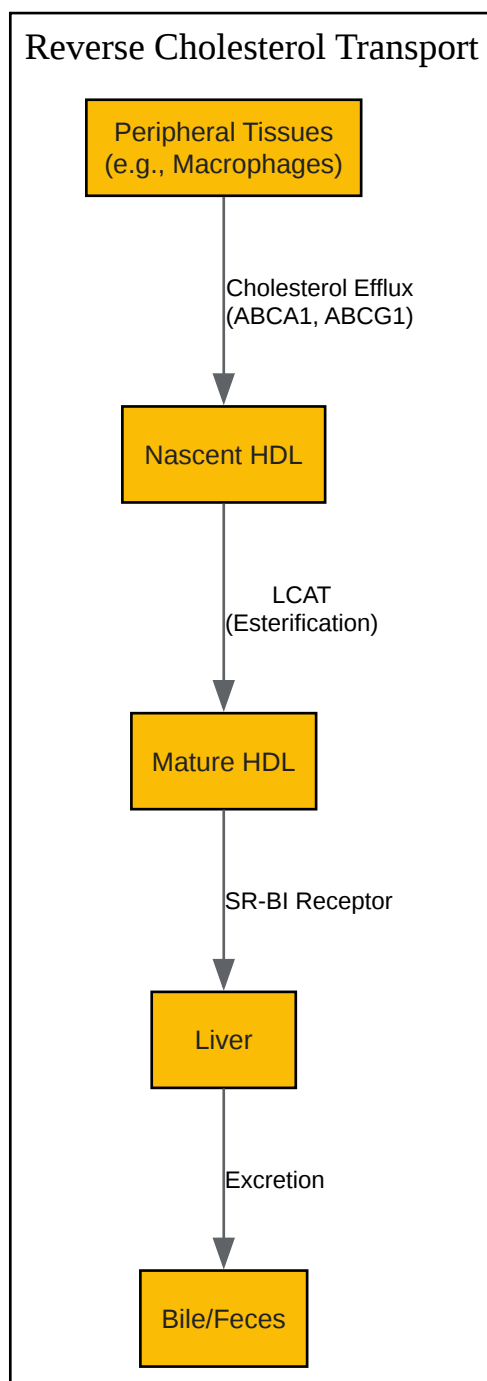 Reverse Cholesterol Transport
Peripheral Tissues
(e.g., Macrophages)
Cholesterol Efflux
(ABCA1, ABCG1)
Nascent HDL
LCAT
(Esterification)
Mature HDL
SR-BI Receptor
Liver
Excretion
Bile/Feces